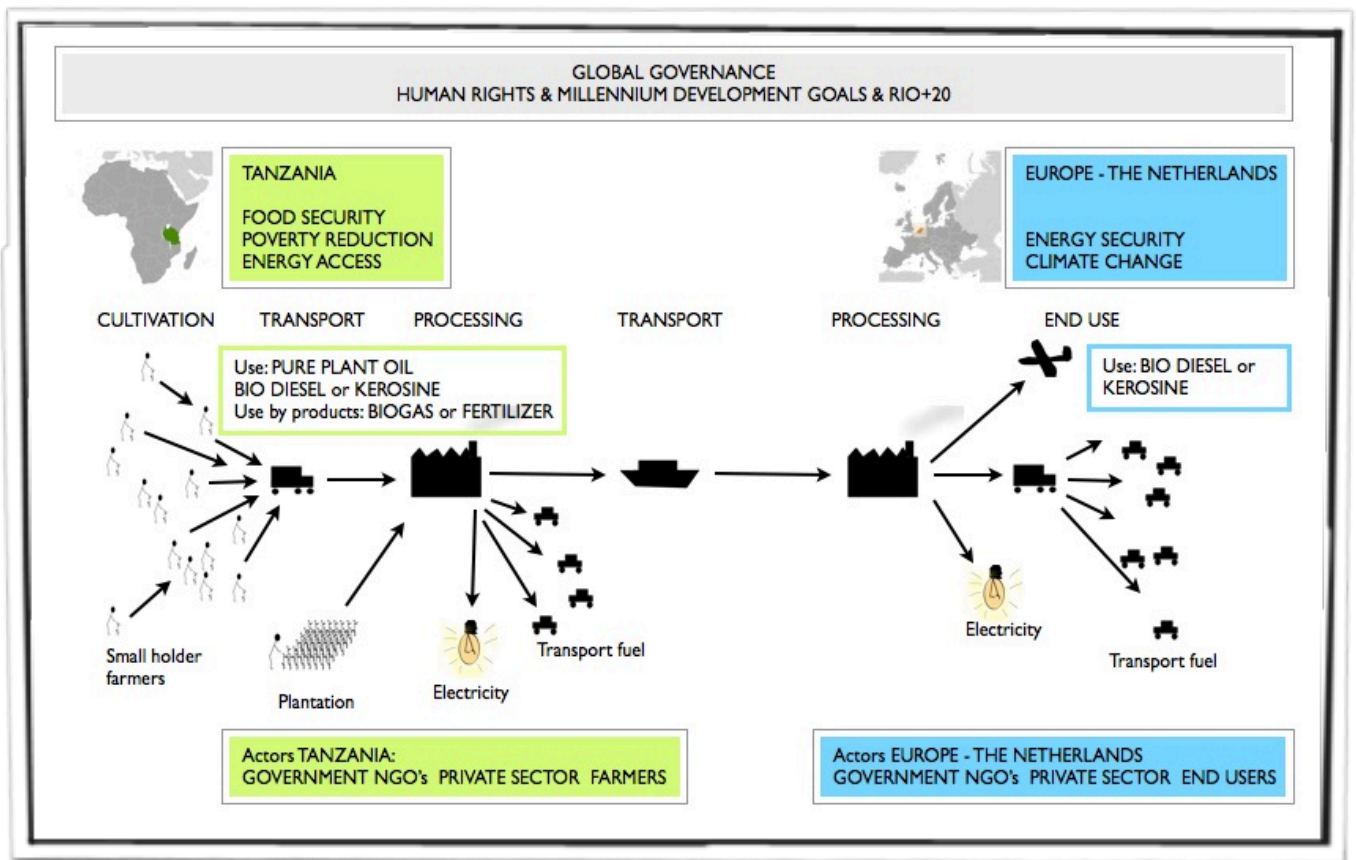 GLOBAL GOVERNANCE
HUMAN RIGHTS & MILLENNIUM DEVELOPMENT GOALS & RIO+20
TANZANIA
FOOD SECURITY
POVERTY REDUCTION
ENERGY ACCESS
EUROPE - THE NETHERLANDS
ENERGY SECURITY
CLIMATE CHANGE
CULTIVATION
TRANSPORT
PROCESSING
TRANSPORT
PROCESSING
END USE
Use: PURE PLANT OIL
BIO DIESEL or KEROSINE
Use by products: BIOGAS or FERTILIZER
Use: BIO DIESEL or
KEROSINE
Small holder
farmers
Plantation
Electricity
Transport fuel
Electricity
Transport fuel
Actors TANZANIA:
GOVERNMENT NGO's PRIVATE SECTOR FARMERS
Actors EUROPE - THE NETHERLANDS
GOVERNMENT NGO's PRIVATE SECTOR END USERS